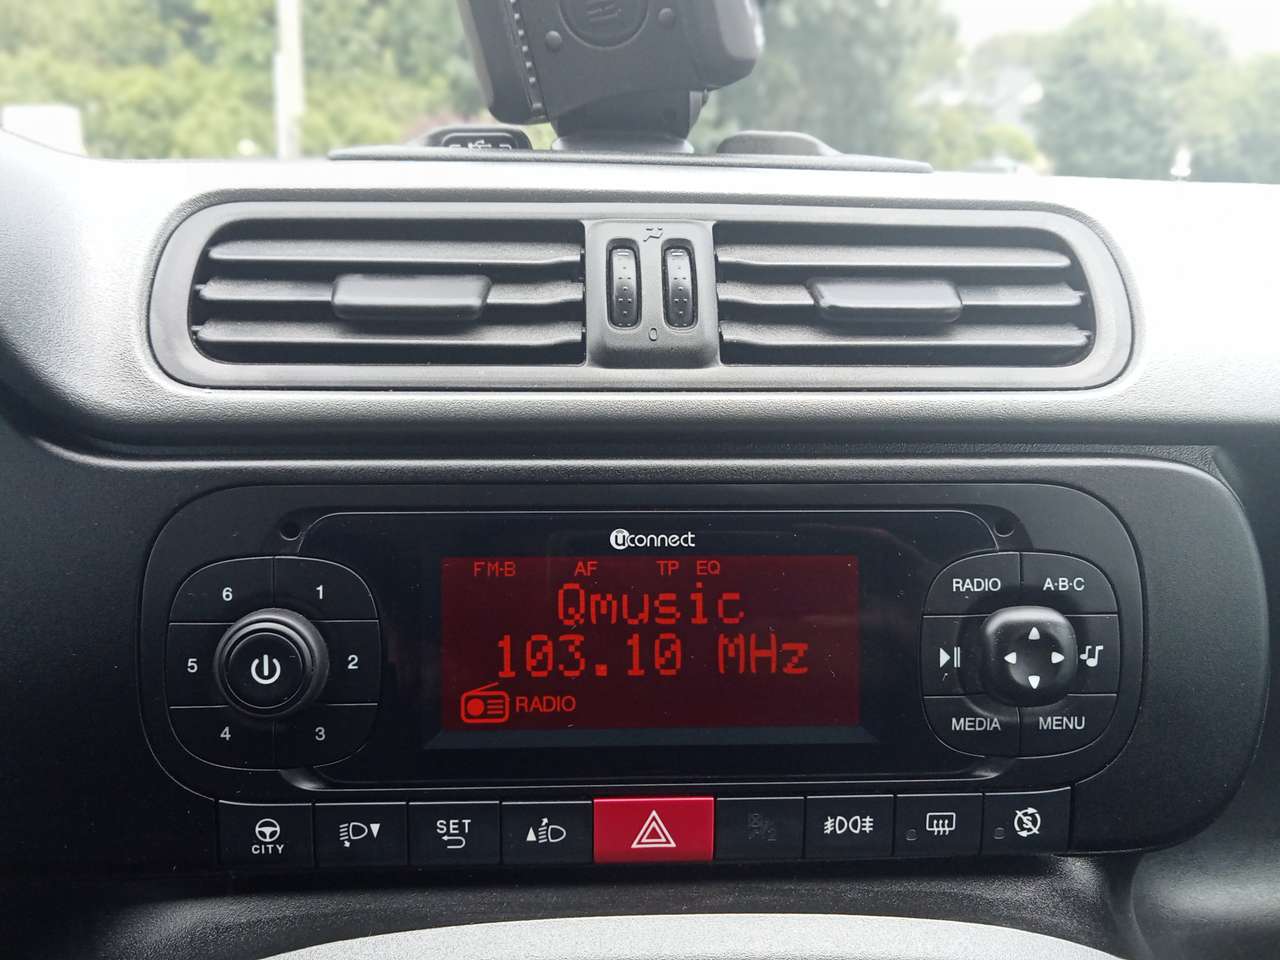 0
uconnect
FM-B AF TP EQ
Qmusic
103.10 MHz
RADIO
6 1
5 2
4 3
RADIO A·B·C
MEDIA MENU
CITY
SET